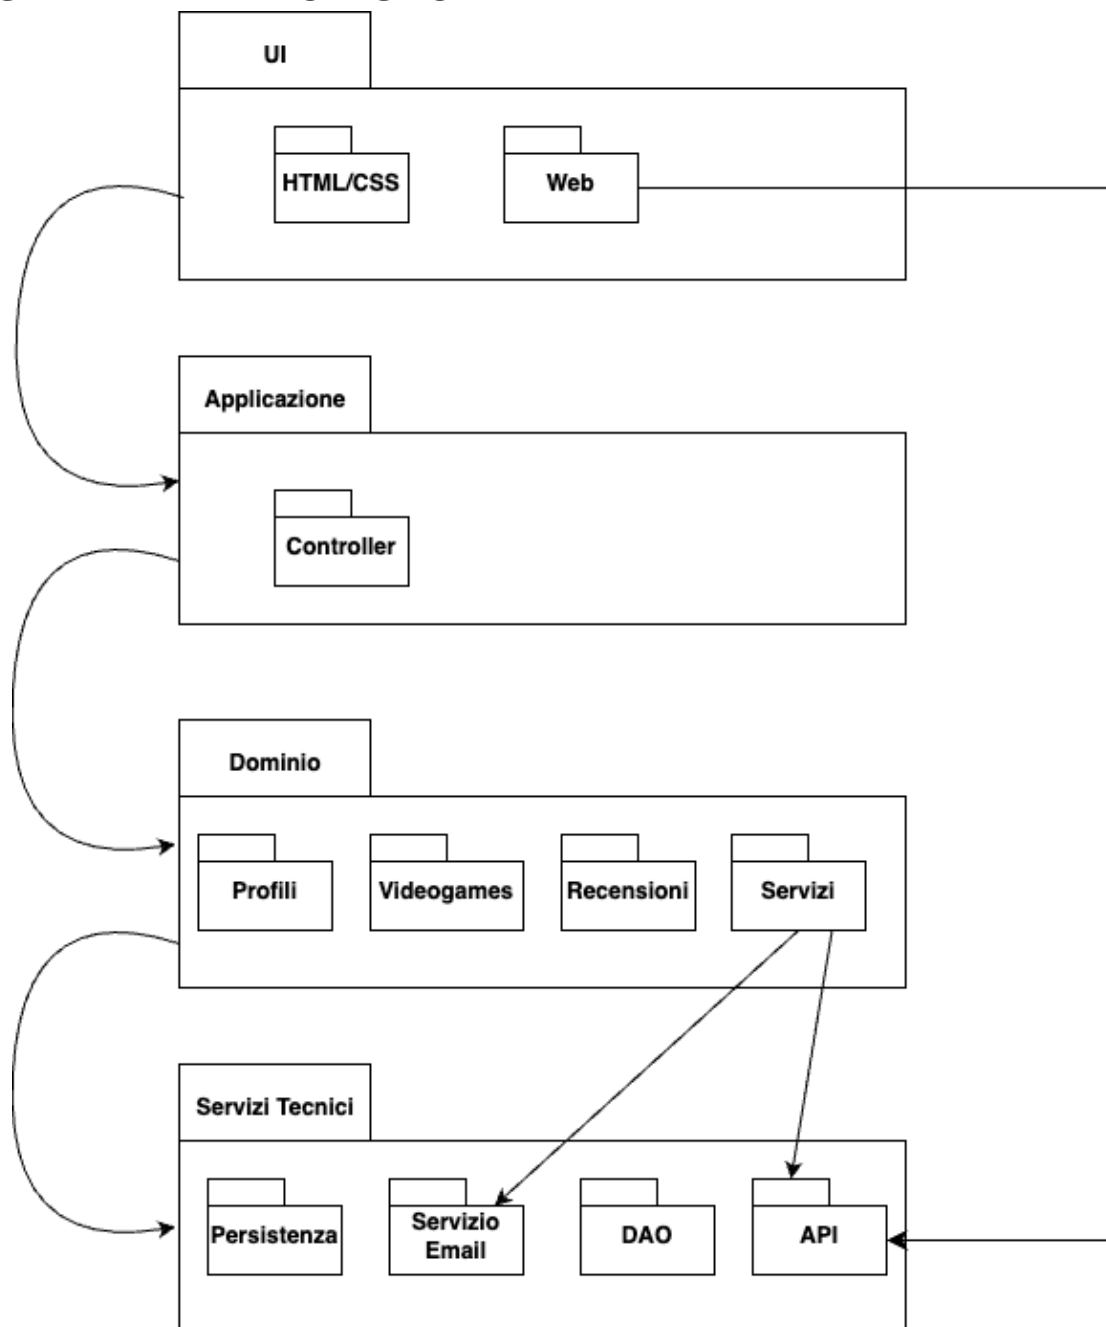 UI
HTML/CSS
Web
Applicazione
Controller
Dominio
Profili
Videogames
Recensioni
Servizi
Servizi Tecnici
Persistenza
Servizio
Email
DAO
API